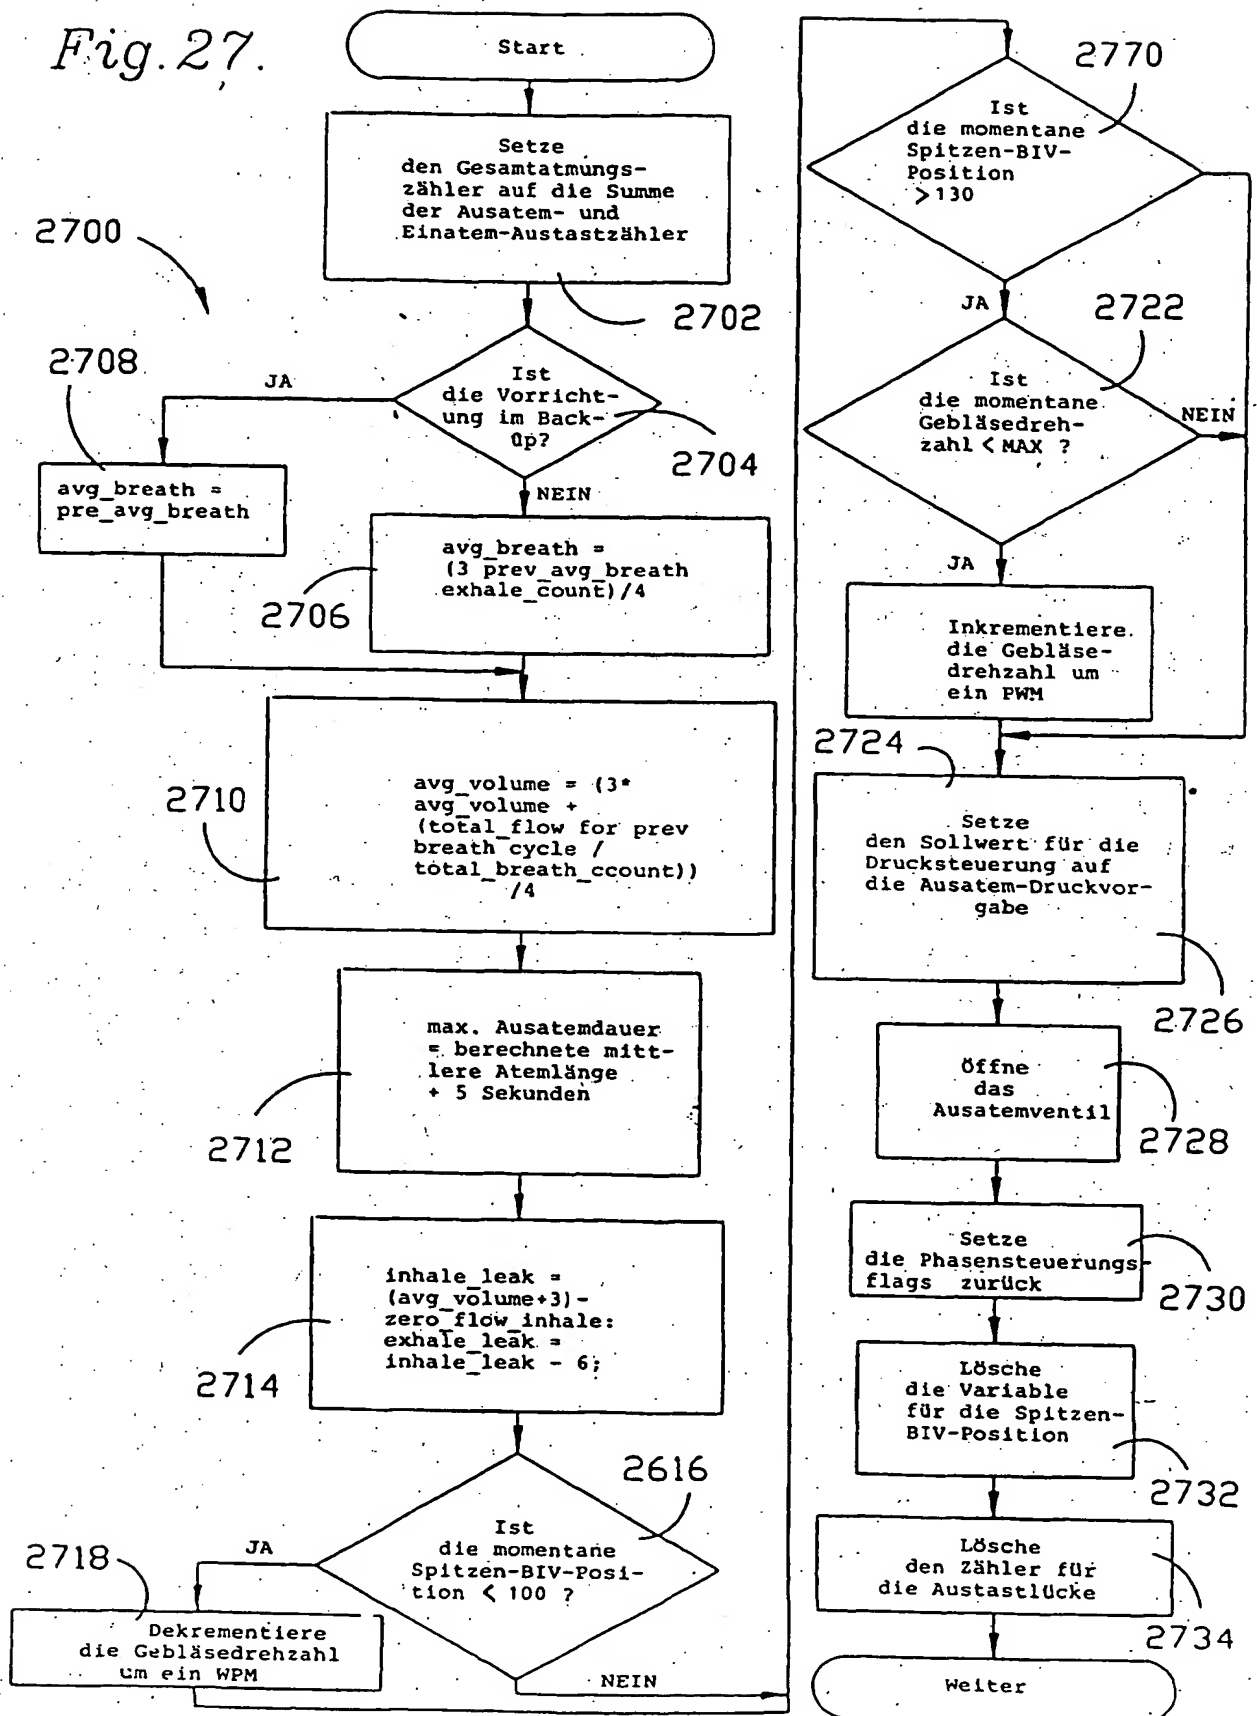 Fig. 27.
Start
Setze
den Gesamtatmungs-
zähler auf die Summe
der Ausatem- und
Einatem-Austastzähler
2700
2702
Ist
die Vorricht-
ung im Back-
üp?
2704
JA
2708
avg_breath =
pre_avg_breath
NEIN
avg_breath =
(3 prev_avg_breath
exhale_count)/4
2706
avg_volume = (3*
avg_volume +
(total_flow for prev
breath_cycle /
total_breath_ccount))
/4
2710
max. Ausatemdauer
= berechnete mitt-
lere Atemlänge
+ 5 Sekunden
2712
inhale_leak =
(avg_volume+3)-
zero_flow_inhale:
exhale_leak =
inhale_leak - 6;
2714
2616
Ist
die momentane
Spitzen-BIV-Posi-
tion < 100 ?
JA
2718
Dekrementiere
die Gebläsedrehzahl
um ein WPM
NEIN
2770
Ist
die momentane
Spitzen-BIV-
Position
>130
JA
2722
Ist
die momentane
Gebläsedreh-
zahl < MAX ?
NEIN
JA
Inkrementiere
die Gebläse-
drehzahl um
ein PWM
2724
Setze
den Sollwert für die
Drucksteuerung auf
die Ausatem-Druckvor-
gabe
2726
Öffne
das
Ausatemventil
2728
Setze
die Phasensteuerungs-
flags zurück
2730
Lösche
die Variable
für die Spitzen-
BIV-Position
2732
Lösche
den Zähler für
die Austastlücke
2734
Weiter